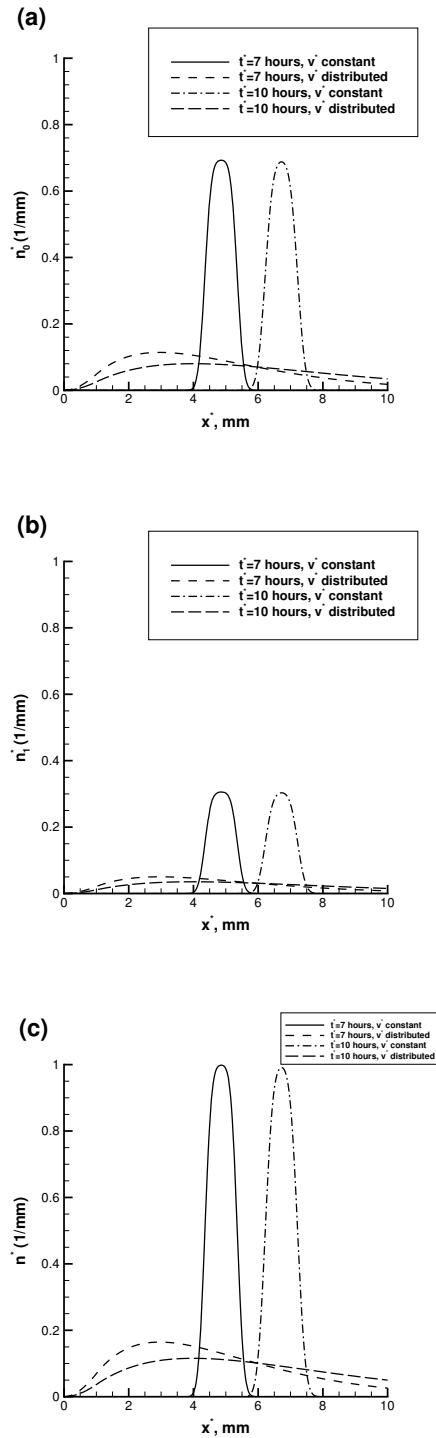 (a)
t*=7 hours, v* constant
t*=7 hours, v* distributed
t*=10 hours, v* constant
t*=10 hours, v* distributed
1
0.8
0.6
0.4
0.2
0
n₀* (1/mm)
0 2 4 6 8 10
x*, mm
(b)
t*=7 hours, v* constant
t*=7 hours, v* distributed
t*=10 hours, v* constant
t*=10 hours, v* distributed
1
0.8
0.6
0.4
0.2
0
n₁* (1/mm)
0 2 4 6 8 10
x*, mm
(c)
t*=7 hours, v* constant
t*=7 hours, v* distributed
t*=10 hours, v* constant
t*=10 hours, v* distributed
1
0.8
0.6
0.4
0.2
0
n* (1/mm)
0 2 4 6 8 10
x*, mm